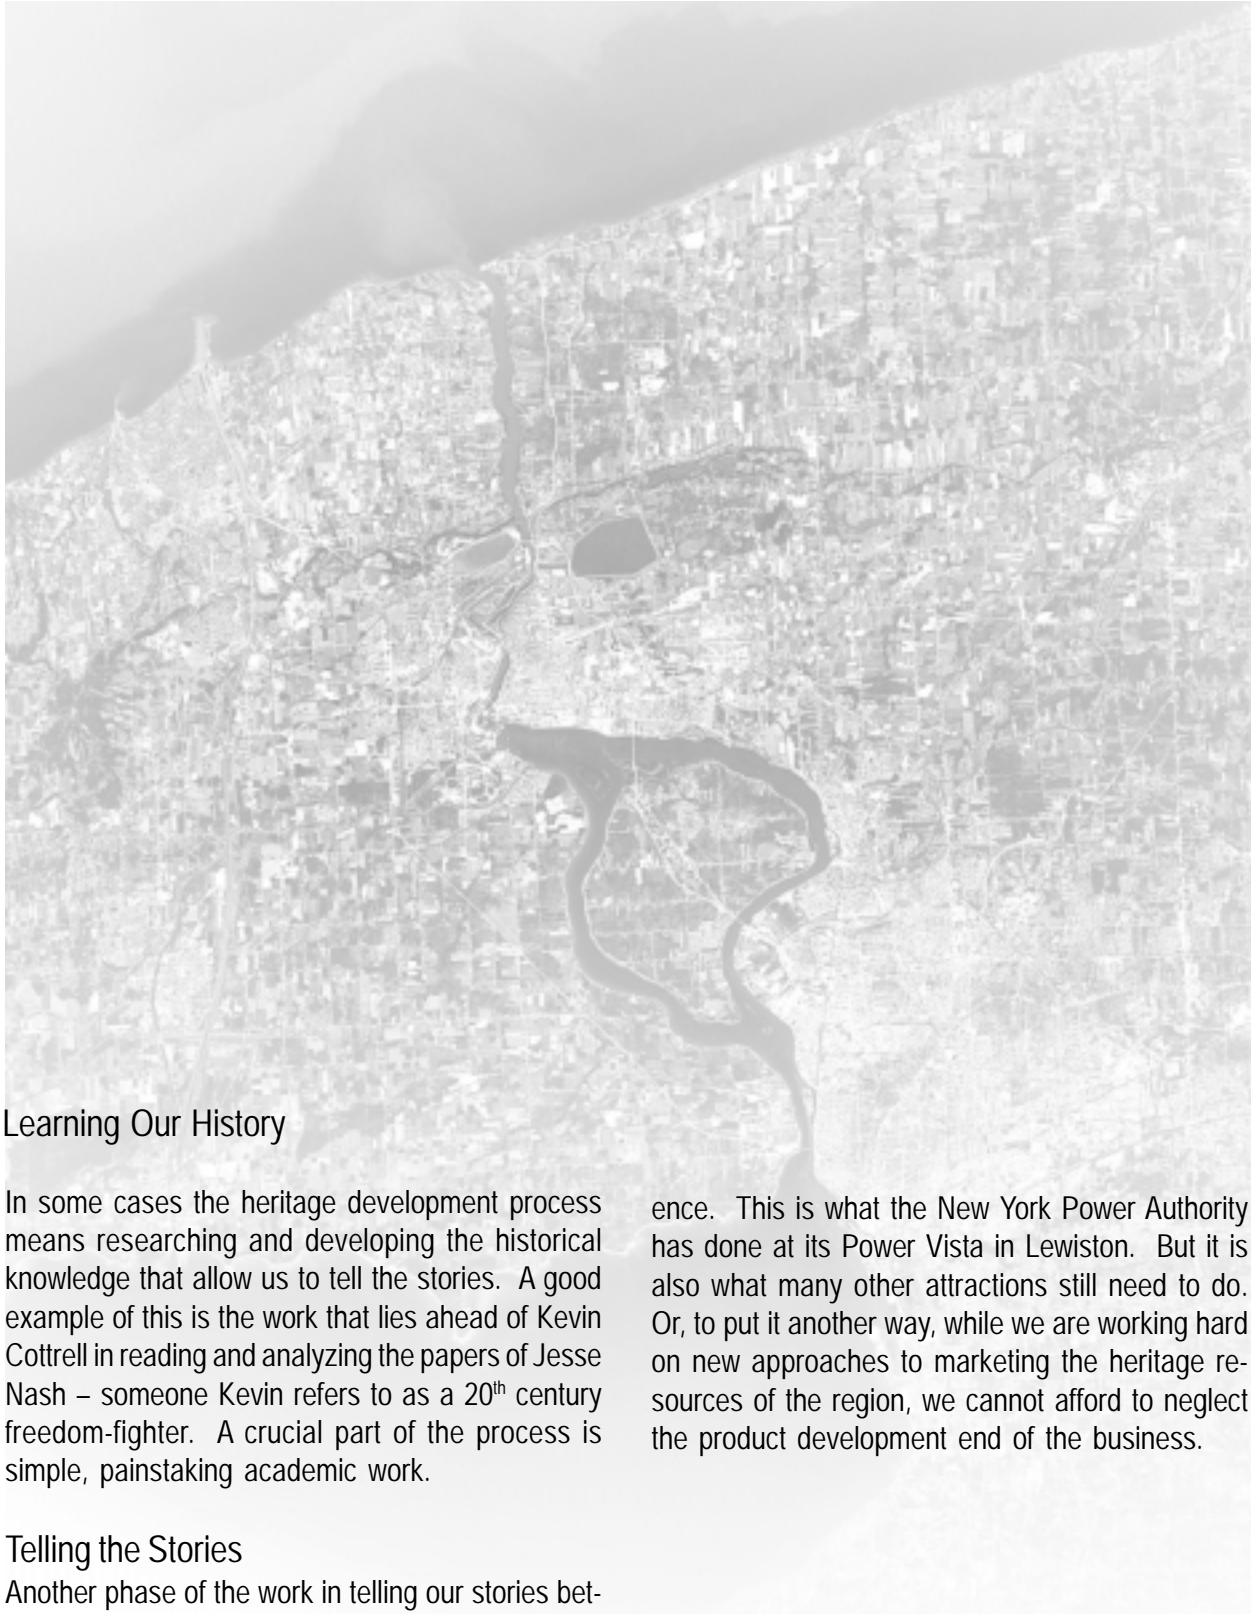 Learning Our History
In some cases the heritage development process
means researching and developing the historical
knowledge that allow us to tell the stories. A good
example of this is the work that lies ahead of Kevin
Cottrell in reading and analyzing the papers of Jesse
Nash – someone Kevin refers to as a 20th century
freedom-fighter. A crucial part of the process is
simple, painstaking academic work.
Telling the Stories
Another phase of the work in telling our stories bet-
ence. This is what the New York Power Authority
has done at its Power Vista in Lewiston. But it is
also what many other attractions still need to do.
Or, to put it another way, while we are working hard
on new approaches to marketing the heritage re-
sources of the region, we cannot afford to neglect
the product development end of the business.